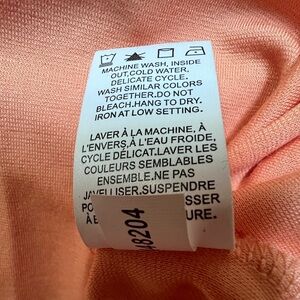 MACHINE WASH, INSIDE
OUT,COLD WATER.
DELICATE CYCLE.
WASH SIMILAR COLORS
TOGETHER.DO NOT
BLEACH.HANG TO DRY.
IRON AT LOW SETTING.
LAVER À LA MACHINE, À
L'ENVERS,À L'EAU FROIDE,
CYCLE DÉLICAT.LAVER LES
COULEURS SEMBLABLES
ENSEMBLE.NE PAS
JAVELLISER.SUSPENDRE
8204